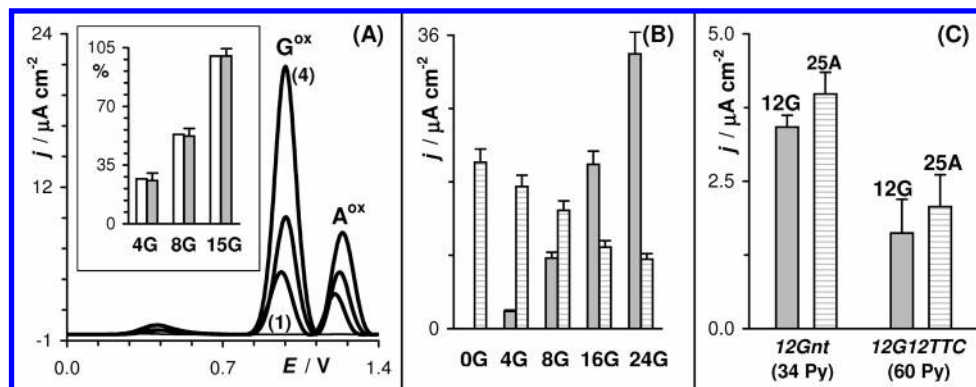 24
12
-1
j / µA cm⁻²
105
%
70
35
0
4G 8G 15G
Gᵒˣ
(4)
(A)
Aᵒˣ
(1)
0.0 0.7 E / V 1.4
36
j / µA cm⁻²
0
(B)
0G 4G 8G 16G 24G
5.0
j / µA cm⁻²
2.5
0.0
(C)
25A
12G
25A
12G
12Gnt 12G12TTC
(34 Py) (60 Py)